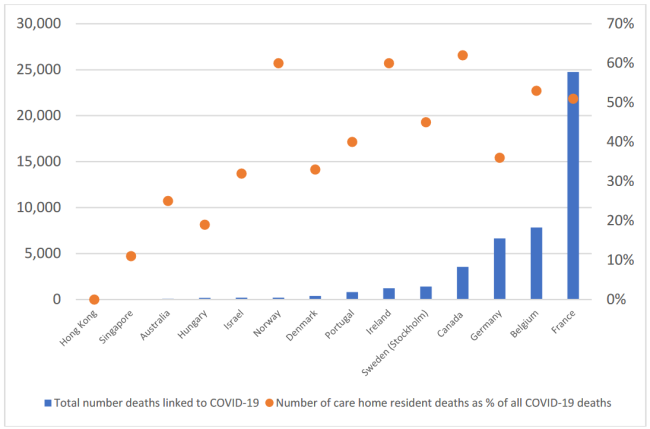 30,000 70%
25,000 60%
20,000 50%
15,000 40%
10,000 30%
5,000 20%
0 10%
0%
Hong Kong
Singapore
Australia
Hungary
Israel
Norway
Denmark
Portugal
Ireland
Sweden (Stockholm)
Canada
Germany
Belgium
France
Total number deaths linked to COVID-19 Number of care home resident deaths as % of all COVID-19 deaths